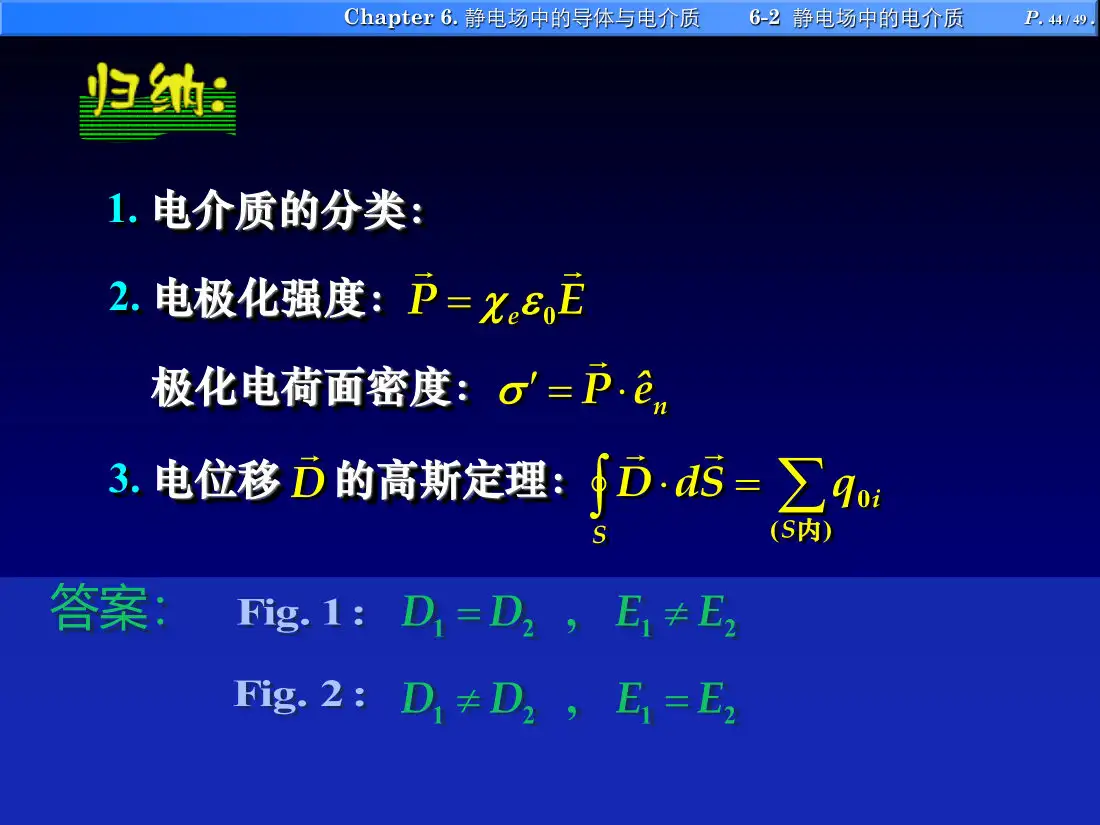 Chapter 6. 静电场中的导体与电介质 6-2 静电场中的电介质 P. 44 / 49 .
归纳:
1. 电介质的分类:
2. 电极化强度: P⃗ = χₑε₀E⃗
极化电荷面密度: σ′ = P⃗ · êₙ
3. 电位移 D⃗ 的高斯定理: ∮ D⃗ · dS⃗ = ∑ q₀ᵢ
S (S内)
答案:
Fig. 1 : D₁ = D₂ , E₁ ≠ E₂
Fig. 2 : D₁ ≠ D₂ , E₁ = E₂